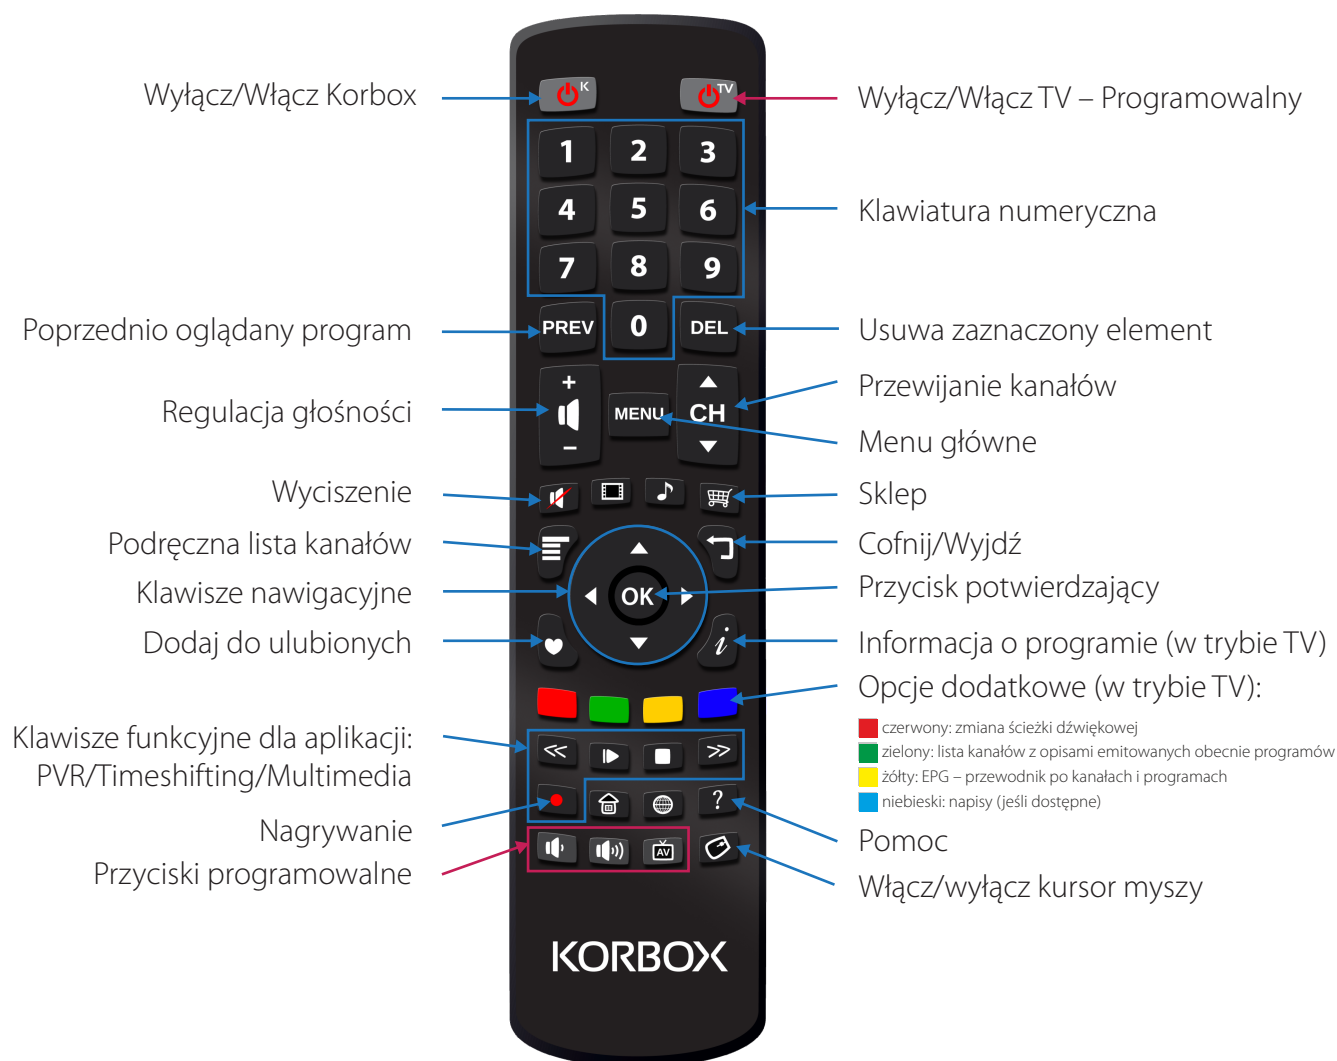 Wyłącz/Włącz Korbox
Wyłącz/Włącz TV – Programowalny
K
TV
1 2 3
4 5 6
7 8 9
Klawiatura numeryczna
Poprzednio oglądany program
PREV 0 DEL
Usuwa zaznaczony element
Regulacja głośności
+
–
MENU
CH
Przewijanie kanałów
Menu główne
Wyciszenie
Sklep
Podręczna lista kanałów
Cofnij/Wyjdź
Klawisze nawigacyjne
OK
Przycisk potwierdzający
Dodaj do ulubionych
i
Informacja o programie (w trybie TV)
Opcje dodatkowe (w trybie TV):
czerwony: zmiana ścieżki dźwiękowej
zielony: lista kanałów z opisami emitowanych obecnie programów
żółty: EPG – przewodnik po kanałach i programach
niebieski: napisy (jeśli dostępne)
Klawisze funkcyjne dla aplikacji:
PVR/Timeshifting/Multimedia
Nagrywanie
?
Pomoc
Przyciski programowalne
AV
Włącz/wyłącz kursor myszy
KORBOX